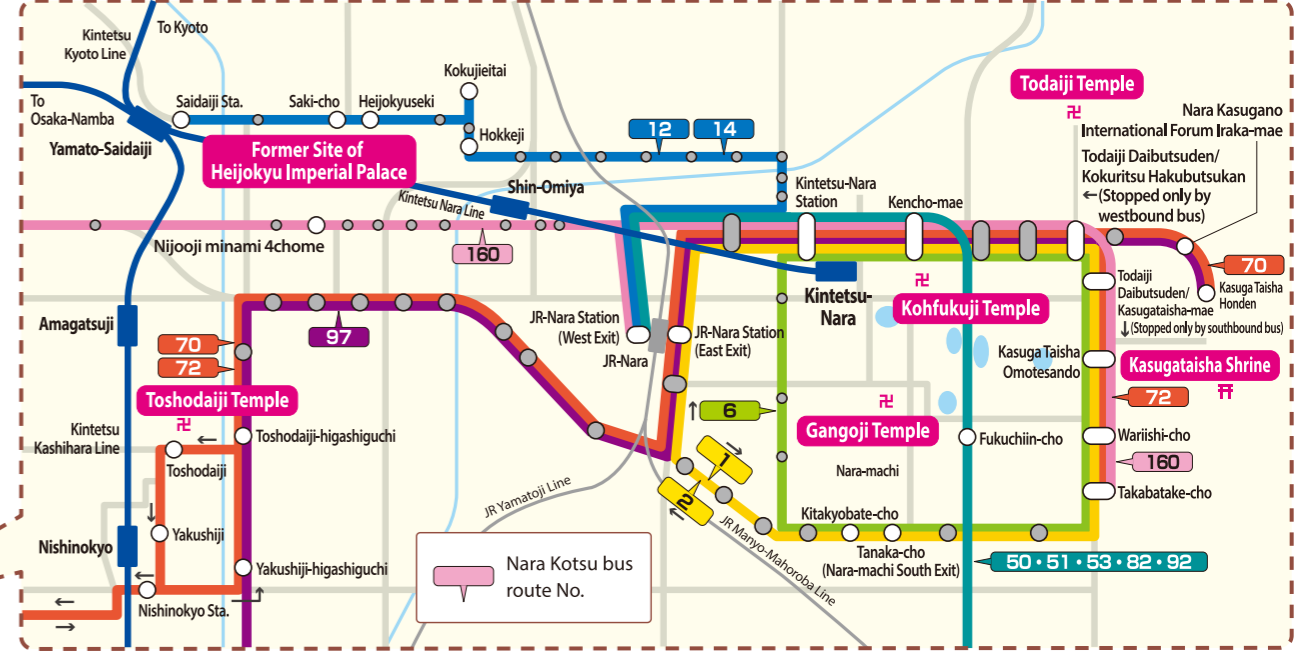 Kintetsu
Kyoto Line
To Kyoto
To
Osaka-Namba
Yamato-Saidaiji
Saidaiji Sta.
Saki-cho
Heijokyuseki
Kokujieitai
Hokkeji
Former Site of
Heijokyu Imperial Palace
12
14
Todaiji Temple
卍
Nara Kasugano
International Forum Iraka-mae
Todaiji Daibutsuden/
Kokuritsu Hakubutsukan
←(Stopped only by
westbound bus)
Kintetsu Nara Line
Shin-Omiya
Kintetsu-Nara
Station
Kencho-mae
Nijooji minami 4chome
160
70
Kasuga Taisha
Honden
Kintetsu-
Nara
卍
Kohfukuji Temple
Todaiji
Daibutsuden/
Kasugataisha-mae
↓(Stopped only by southbound bus)
Amagatsuji
97
70
72
JR-Nara Station
(West Exit)
JR-Nara
JR-Nara Station
(East Exit)
Kasuga Taisha
Omotesando
Kasugataisha Shrine
72
Toshodaiji Temple
卍
↑
6
卍
Gangoji Temple
Nara-machi
Kintetsu
Kashihara Line
←
Toshodaiji-higashiguchi
Toshodaiji
Fukuchiin-cho
Wariishi-cho
160
Takabatake-cho
→
1
2
←
JR Yamatoji Line
JR Manyo-Mahoroba Line
Kitakyobate-cho
Tanaka-cho
(Nara-machi South Exit)
50・51・53・82・92
↓
Yakushiji
Nishinokyo
Yakushiji-higashiguchi
←
Nishinokyo Sta.
←
→
Nara Kotsu bus
route No.